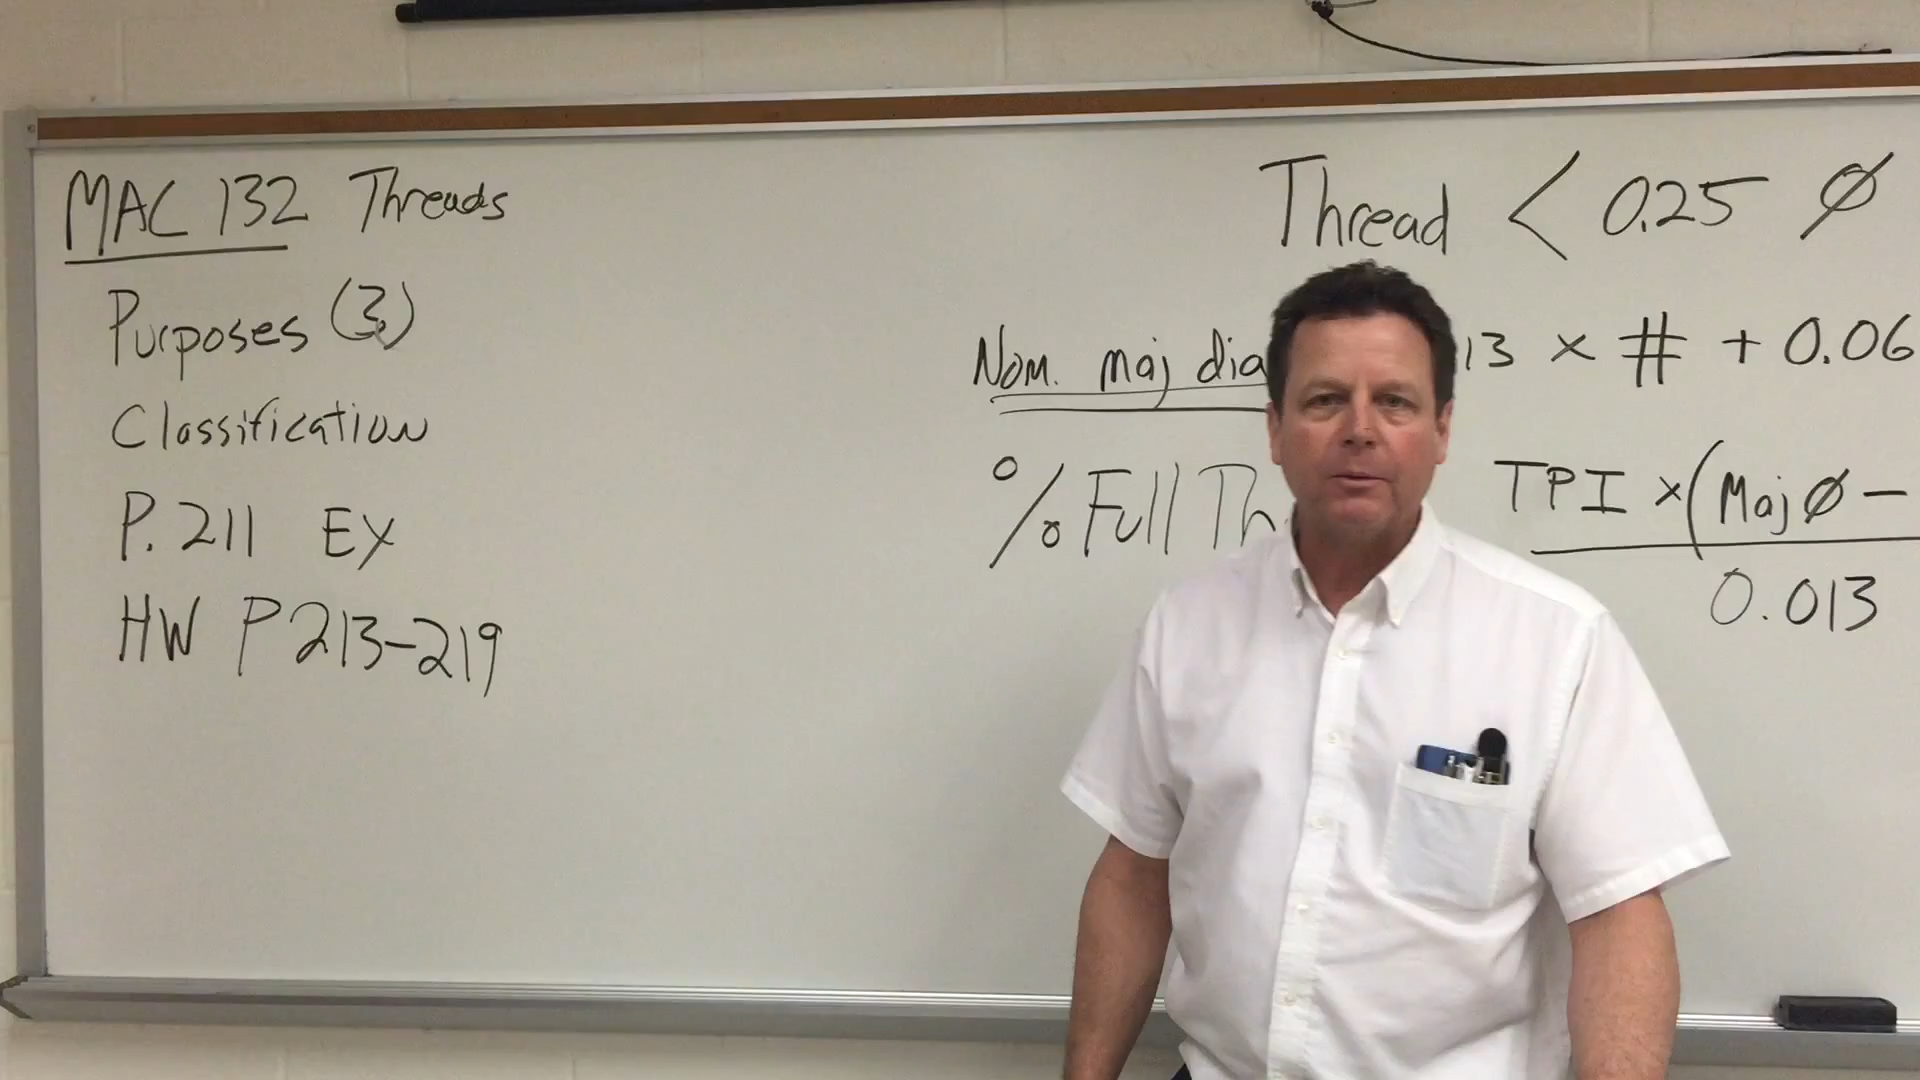 MAC 132 Threads
Purposes (3)
Classification
P. 211 EX
HW P 213-219
Thread < 0.25 Ø
Nom. maj dia 13 × # + 0.06
% Full Th TPI × (Maj Ø -
0.013